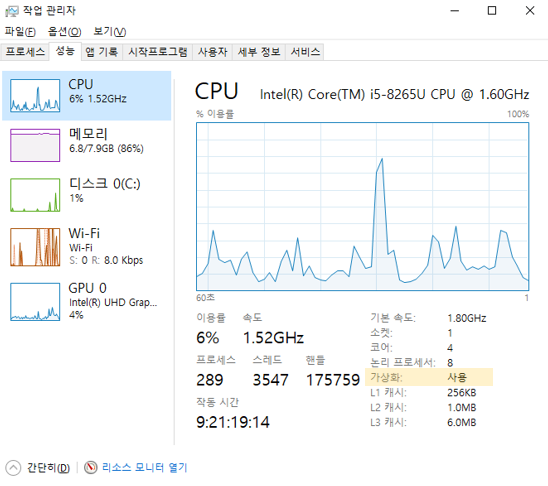 작업 관리자
파일(F) 옵션(O) 보기(V)
프로세스 성능 앱 기록 시작프로그램 사용자 세부 정보 서비스
CPU
6% 1.52GHz
메모리
6.8/7.9GB (86%)
디스크 0(C:)
1%
Wi-Fi
Wi-Fi
S: 0 R: 8.0 Kbps
GPU 0
Intel(R) UHD Grap...
4%
CPU Intel(R) Core(TM) i5-8265U CPU @ 1.60GHz
% 이용률 100%
60초 1
이용률 속도
6% 1.52GHz
프로세스 스레드 핸들
289 3547 175759
작동 시간
9:21:19:14
기본 속도: 1.80GHz
소켓: 1
코어: 4
논리 프로세서: 8
가상화: 사용
L1 캐시: 256KB
L2 캐시: 1.0MB
L3 캐시: 6.0MB
간단히(D) 리소스 모니터 열기